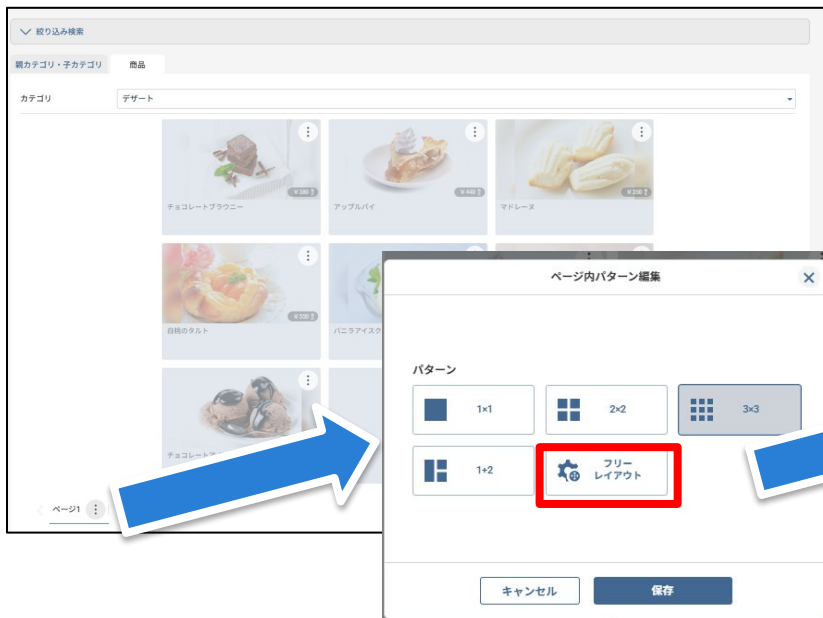 絞り込み検索
親カテゴリ・子カテゴリ 商品
カテゴリ デザート
¥380
チョコレートブラウニー
¥440
アップルパイ
¥350
マドレーヌ
白桃のタルト
バニラアイスク
ページ1
ページ内パターン編集
パターン
1×1
2×2
3×3
1+2
フリー
レイアウト
キャンセル
保存